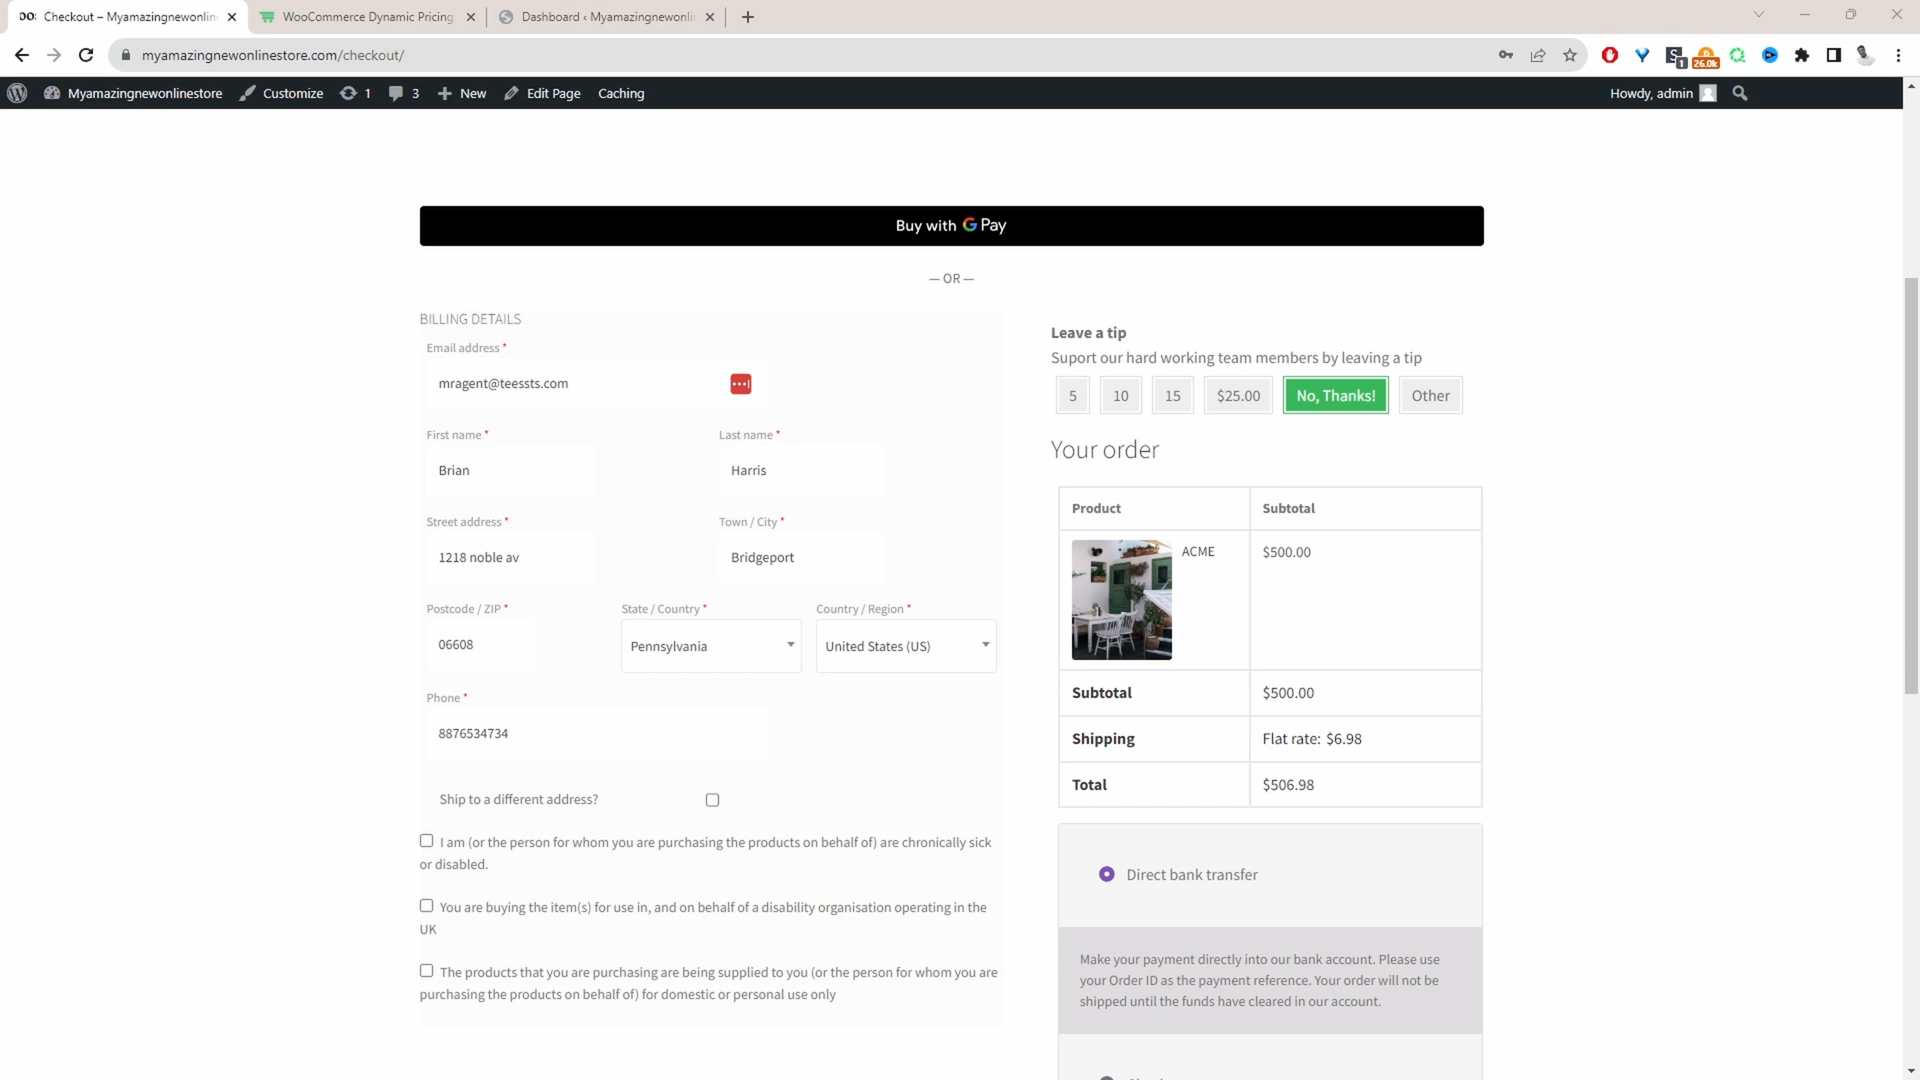 Checkout – Myamazingnewonlin
WooCommerce Dynamic Pricing
Dashboard ‹ Myamazingnewonli
myamazingnewonlinestore.com/checkout/
1
26.0k
Myamazingnewonlinestore
Customize
1
3
New
Edit Page
Caching
Howdy, admin
Buy with G Pay
— OR —
BILLING DETAILS
Email address *
mragent@teessts.com
First name *
Last name *
Brian
Harris
Street address *
Town / City *
1218 noble av
Bridgeport
Postcode / ZIP *
State / Country *
Country / Region *
06608
Pennsylvania
United States (US)
Phone *
8876534734
Ship to a different address?
I am (or the person for whom you are purchasing the products on behalf of) are chronically sick
or disabled.
You are buying the item(s) for use in, and on behalf of a disability organisation operating in the
UK
The products that you are purchasing are being supplied to you (or the person for whom you are
purchasing the products on behalf of) for domestic or personal use only
Leave a tip
Suport our hard working team members by leaving a tip
5
10
15
$25.00
No, Thanks!
Other
Your order
Product
Subtotal
ACME
$500.00
Subtotal
$500.00
Shipping
Flat rate: $6.98
Total
$506.98
Direct bank transfer
Make your payment directly into our bank account. Please use
your Order ID as the payment reference. Your order will not be
shipped until the funds have cleared in our account.